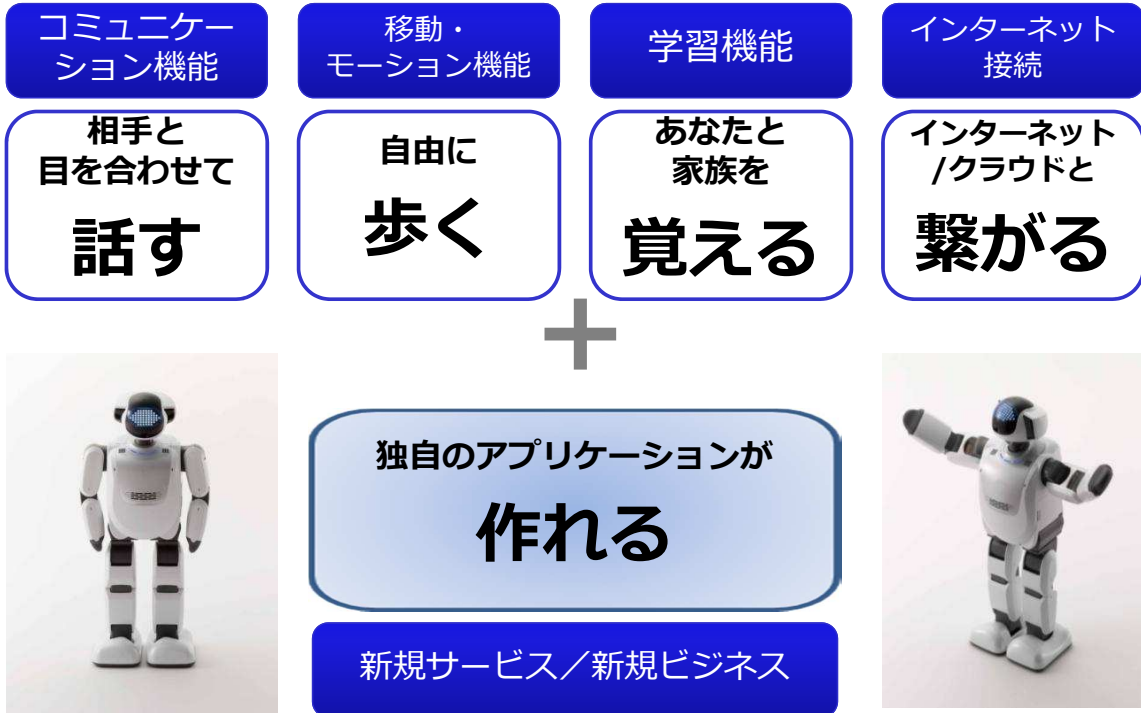 コミュニケー
ション機能
相手と
目を合わせて
話す
移動・
モーション機能
自由に
歩く
学習機能
あなたと
家族を
覚える
インターネット
接続
インターネット
/クラウドと
繋がる
+
独自のアプリケーションが
作れる
新規サービス／新規ビジネス